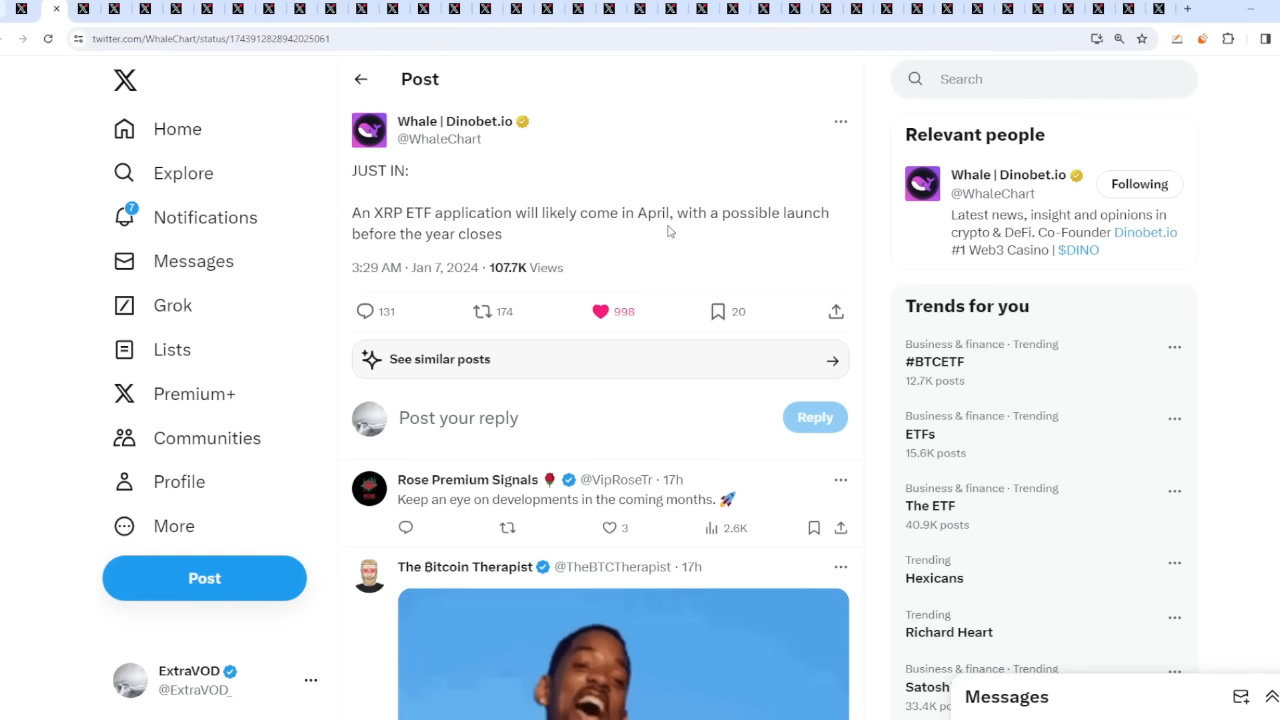 twitter.com/WhaleChart/status/1743912828942025061
Home
Explore
7
Notifications
Messages
Grok
Lists
Premium+
Communities
Profile
More
Post
ExtraVOD
@ExtraVOD_
Post
Whale | Dinobet.io
@WhaleChart
JUST IN:
An XRP ETF application will likely come in April, with a possible launch
before the year closes
3:29 AM · Jan 7, 2024 · 107.7K Views
131 174 998 20
See similar posts
Post your reply
Reply
Rose Premium Signals @VipRoseTr · 17h
Keep an eye on developments in the coming months.
3 2.6K
The Bitcoin Therapist @TheBTCTherapist · 17h
Search
Relevant people
Whale | Dinobet.io
@WhaleChart
Following
Latest news, insight and opinions in
crypto & DeFi. Co-Founder Dinobet.io
#1 Web3 Casino | $DINO
Trends for you
Business & finance · Trending
#BTCETF
12.7K posts
Business & finance · Trending
ETFs
15.6K posts
Business & finance · Trending
The ETF
40.9K posts
Trending
Hexicans
Trending
Richard Heart
Business & finance · Trending
Satosh
33.4K po
Messages